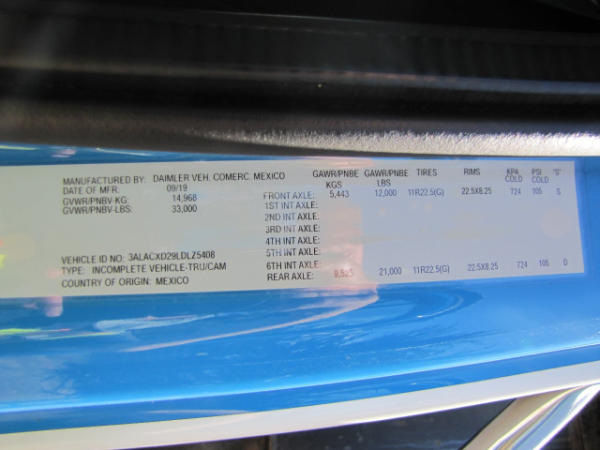 MANUFACTURED BY: DAIMLER VEH. COMERC. MEXICO GAWR/PNBE GAWR/PNBE TIRES RIMS KPA PSI "S"
DATE OF MFR. 09/19 KGS LBS COLD COLD
GVWR/PNBV-KG: 14,968 FRONT AXLE: 5,443 12,000 11R22.5(G) 22.5X8.25 724 105 S
GVWR/PNBV-LBS: 33,000 1ST INT AXLE:
2ND INT AXLE:
3RD INT AXLE:
4TH INT AXLE:
VEHICLE ID NO: 3ALACXD29LDLZ5408 5TH INT AXLE:
TYPE: INCOMPLETE VEHICLE-TRU/CAM 6TH INT AXLE:
COUNTRY OF ORIGIN: MEXICO REAR AXLE: 9,525 21,000 11R22.5(G) 22.5X8.25 724 105 D